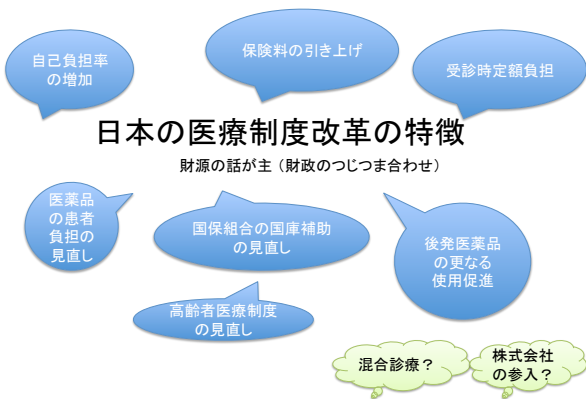 自己負担率
の増加
保険料の引き上げ
受診時定額負担
日本の医療制度改革の特徴
財源の話が主（財政のつじつま合わせ）
医薬品
の患者
負担の
見直し
国保組合の国庫補助
の見直し
後発医薬品
の更なる
使用促進
高齢者医療制度
の見直し
混合診療？
株式会社
の参入？